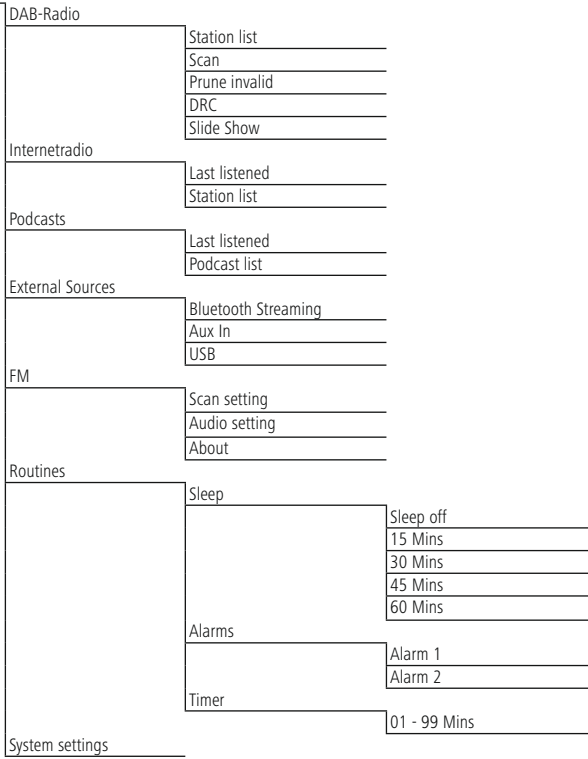 DAB-Radio
Station list
Scan
Prune invalid
DRC
Slide Show
Internetradio
Last listened
Station list
Podcasts
Last listened
Podcast list
External Sources
Bluetooth Streaming
Aux In
USB
FM
Scan setting
Audio setting
About
Routines
Sleep
Sleep off
15 Mins
30 Mins
45 Mins
60 Mins
Alarms
Alarm 1
Alarm 2
Timer
01 - 99 Mins
System settings